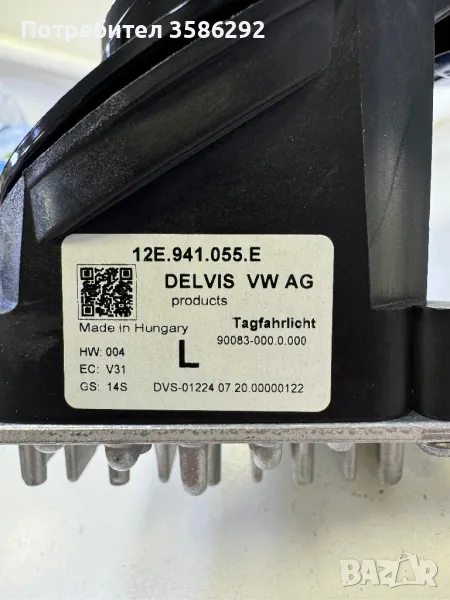 Потребител 3586292
12E.941.055.E
DELVIS VW AG
products
Made in Hungary
Tagfahrlicht
90083-000.0.000
HW: 004
L
EC: V31
GS: 14S
DVS-01224 07 20.00000122
BAZAR